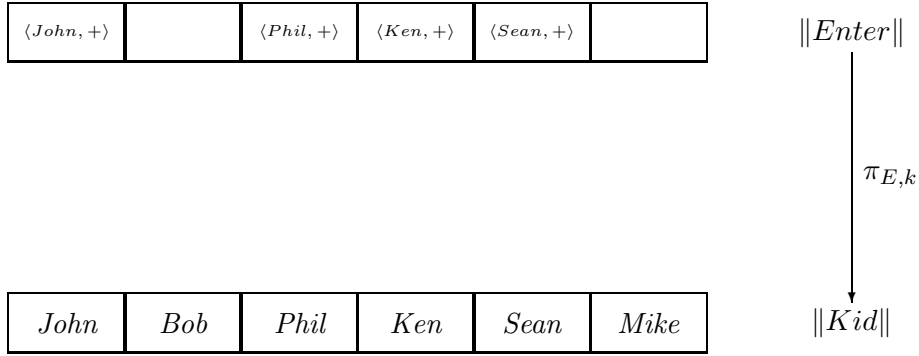 ⟨John, +⟩ ⟨Phil, +⟩ ⟨Ken, +⟩ ⟨Sean, +⟩ ‖Enter‖
π_{E,k}
John Bob Phil Ken Sean Mike ‖Kid‖